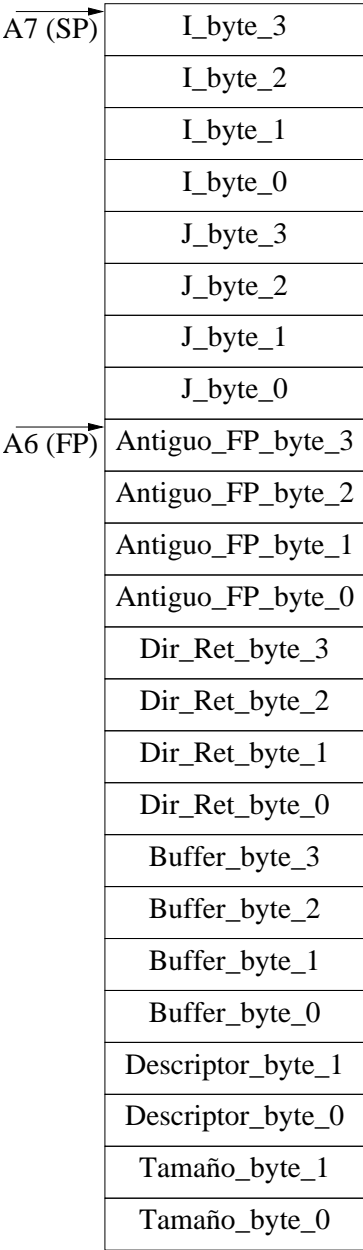 A7 (SP)
I_byte_3
I_byte_2
I_byte_1
I_byte_0
J_byte_3
J_byte_2
J_byte_1
J_byte_0
A6 (FP)
Antiguo_FP_byte_3
Antiguo_FP_byte_2
Antiguo_FP_byte_1
Antiguo_FP_byte_0
Dir_Ret_byte_3
Dir_Ret_byte_2
Dir_Ret_byte_1
Dir_Ret_byte_0
Buffer_byte_3
Buffer_byte_2
Buffer_byte_1
Buffer_byte_0
Descriptor_byte_1
Descriptor_byte_0
Tamaño_byte_1
Tamaño_byte_0